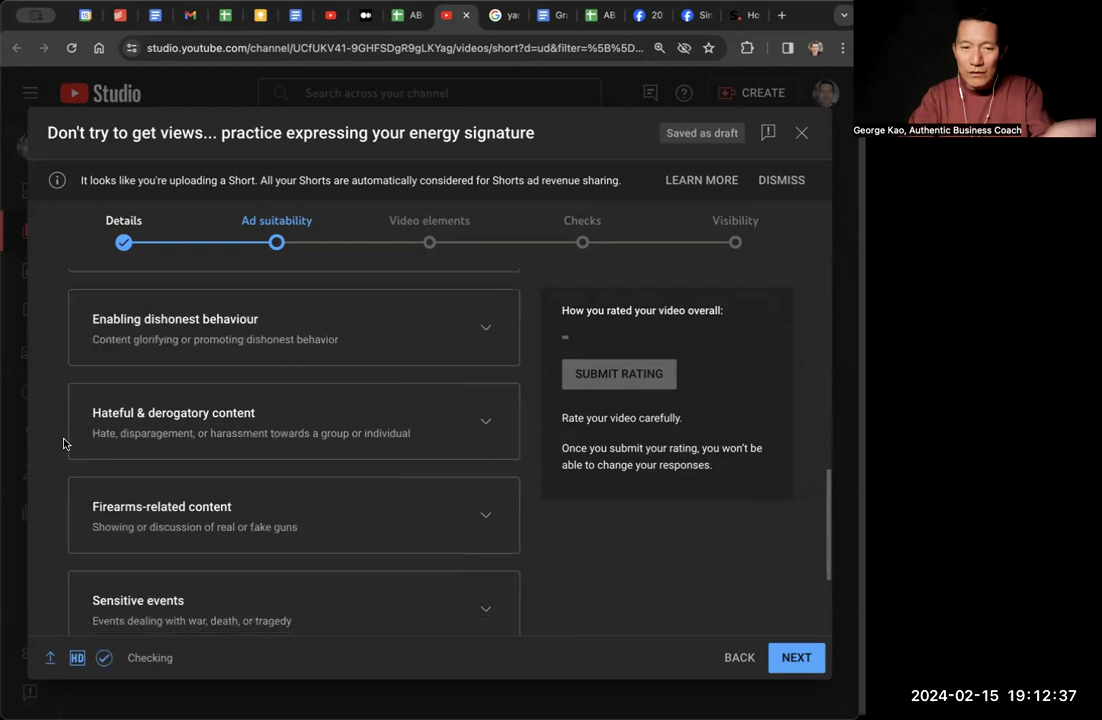 AB
yar
Gr
AB
20
Sir
Ho
studio.youtube.com/channel/UCfUKV41-9GHFSDgR9gLKYag/videos/short?d=ud&filter=%5B%5D...
Studio
Search across your channel
CREATE
George Kao, Authentic Business Coach
Don't try to get views... practice expressing your energy signature
Saved as draft
It looks like you're uploading a Short. All your Shorts are automatically considered for Shorts ad revenue sharing.
LEARN MORE
DISMISS
Details
Ad suitability
Video elements
Checks
Visibility
Enabling dishonest behaviour
Content glorifying or promoting dishonest behavior
Hateful & derogatory content
Hate, disparagement, or harassment towards a group or individual
Firearms-related content
Showing or discussion of real or fake guns
Sensitive events
Events dealing with war, death, or tragedy
How you rated your video overall:
SUBMIT RATING
Rate your video carefully.
Once you submit your rating, you won't be
able to change your responses.
HD
Checking
BACK
NEXT
2024-02-15 19:12:37